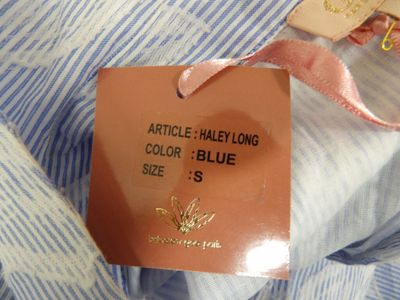 ARTICLE : HALEY LONG
COLOR : BLUE
SIZE : S